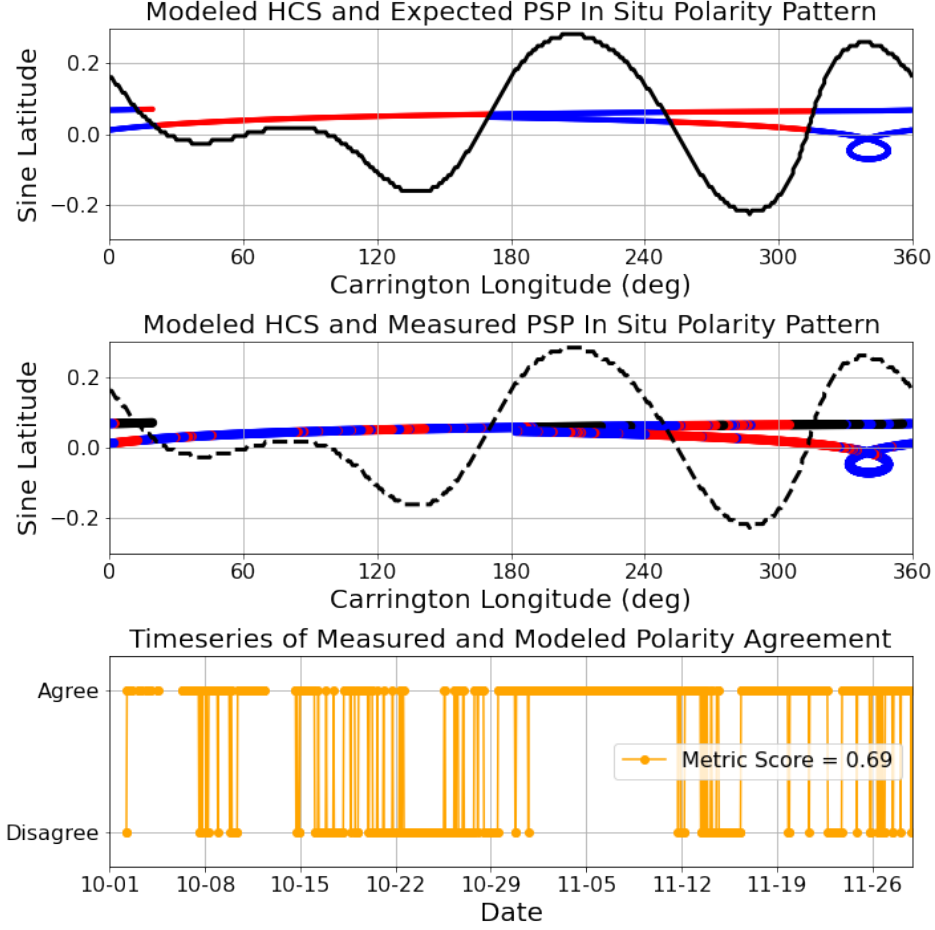 Modeled HCS and Expected PSP In Situ Polarity Pattern
Sine Latitude
0.2
0.0
−0.2
0 60 120 180 240 300 360
Carrington Longitude (deg)
Modeled HCS and Measured PSP In Situ Polarity Pattern
Sine Latitude
0.2
0.0
−0.2
0 60 120 180 240 300 360
Carrington Longitude (deg)
Timeseries of Measured and Modeled Polarity Agreement
Agree
Metric Score = 0.69
Disagree
10-01 10-08 10-15 10-22 10-29 11-05 11-12 11-19 11-26
Date